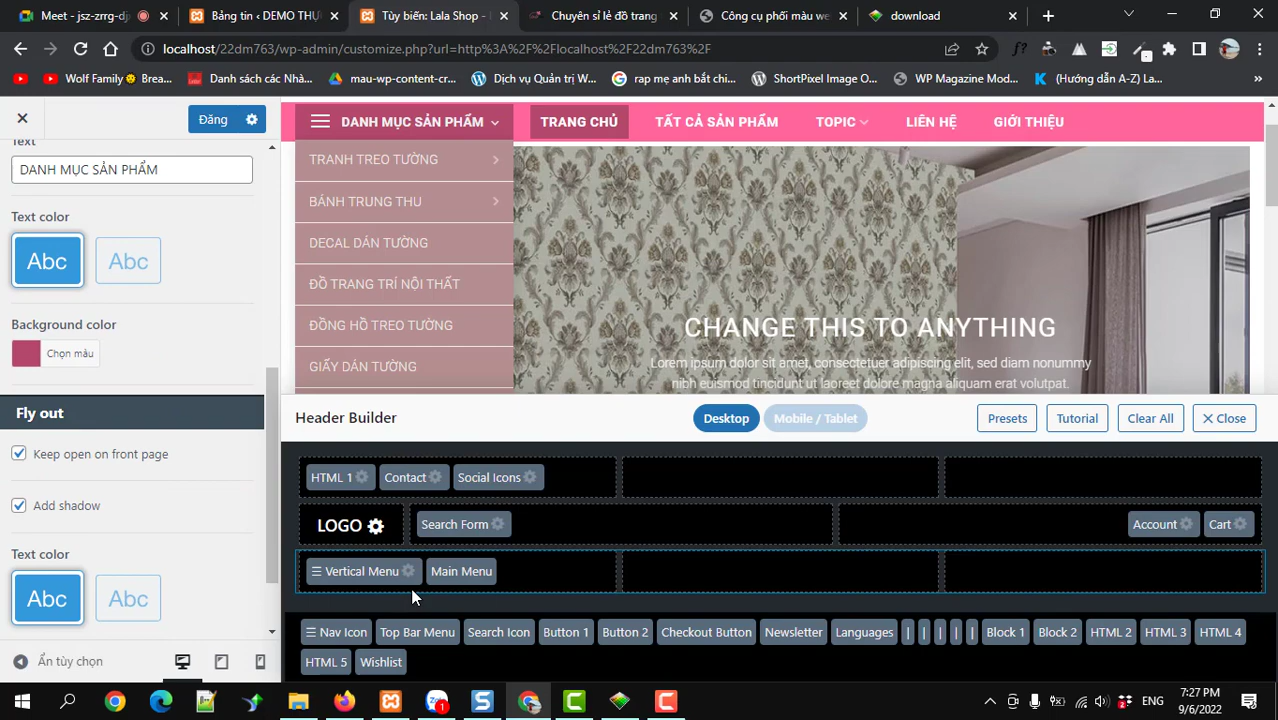 Meet - jsz-zrrg-dj
Bảng tin ‹ DEMO THỰ
Tùy biến: Lala Shop –
Chuyên sỉ lẻ đồ trang
Công cụ phối màu we
download
localhost/22dm763/wp-admin/customize.php?url=http%3A%2F%2Flocalhost%2F22dm763%2F
Wolf Family Brea...
Danh sách các Nhà...
mau-wp-content-cr...
Dịch vụ Quản trị W...
rap mẹ anh bắt chi...
ShortPixel Image O...
WP Magazine Mod...
(Hướng dẫn A-Z) La...
Đăng
DANH MỤC SẢN PHẨM
TRANG CHỦ
TẤT CẢ SẢN PHẨM
TOPIC
LIÊN HỆ
GIỚI THIỆU
Text
DANH MỤC SẢN PHẨM
Text color
Abc
Abc
Background color
Chọn mầu
Fly out
Keep open on front page
Add shadow
Text color
Abc
Abc
Ẩn tùy chọn
TRANH TREO TƯỜNG
BÁNH TRUNG THU
DECAL DÁN TƯỜNG
ĐỒ TRANG TRÍ NỘI THẤT
ĐỒNG HỒ TREO TƯỜNG
GIẤY DÁN TƯỜNG
CHANGE THIS TO ANYTHING
Lorem ipsum dolor sit amet, consectetuer adipiscing elit, sed diam nonummy
nibh euismod tincidunt ut laoreet dolore magna aliquam erat volutpat.
Header Builder
Desktop
Mobile / Tablet
Presets
Tutorial
Clear All
Close
HTML 1
Contact
Social Icons
LOGO
Search Form
Account
Cart
Vertical Menu
Main Menu
Nav Icon
Top Bar Menu
Search Icon
Button 1
Button 2
Checkout Button
Newsletter
Languages
|
|
|
|
|
Block 1
Block 2
HTML 2
HTML 3
HTML 4
HTML 5
Wishlist
ENG
7:27 PM
9/6/2022